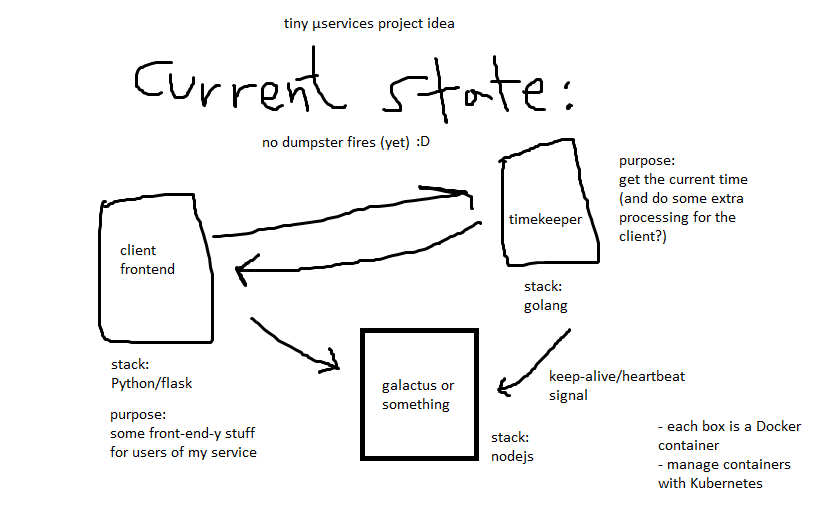 tiny μservices project idea
Current state:
no dumpster fires (yet) :D
purpose:
get the current time
(and do some extra
processing for the
client?)
timekeeper
client
frontend
stack:
golang
stack:
Python/flask
galactus or
something
keep-alive/heartbeat
signal
purpose:
some front-end-y stuff
for users of my service
stack:
nodejs
- each box is a Docker
container
- manage containers
with Kubernetes